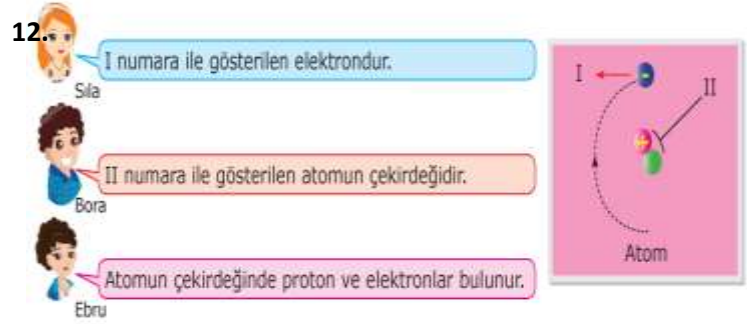 12.
I numara ile gösterilen elektrondur.
Sıla
I
II
+
II numara ile gösterilen atomun çekirdeğidir.
Bora
Atom
Atomun çekirdeğinde proton ve elektronlar bulunur.
Ebru